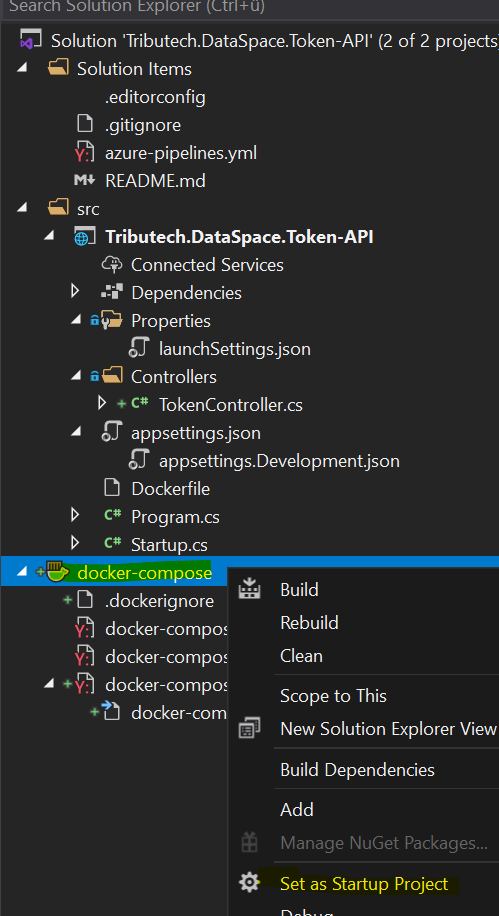 Search Solution Explorer (Ctrl+ü)
Solution 'Tributech.DataSpace.Token-API' (2 of 2 projects)
Solution Items
.editorconfig
.gitignore
azure-pipelines.yml
README.md
src
Tributech.DataSpace.Token-API
Connected Services
Dependencies
Properties
launchSettings.json
Controllers
C# TokenController.cs
appsettings.json
appsettings.Development.json
Dockerfile
C# Program.cs
C# Startup.cs
docker-compose
.dockerignore
docker-compos
docker-compos
docker-compos
docker-com
Build
Rebuild
Clean
Scope to This
New Solution Explorer View
Build Dependencies
Add
Manage NuGet Packages...
Set as Startup Project
Debug